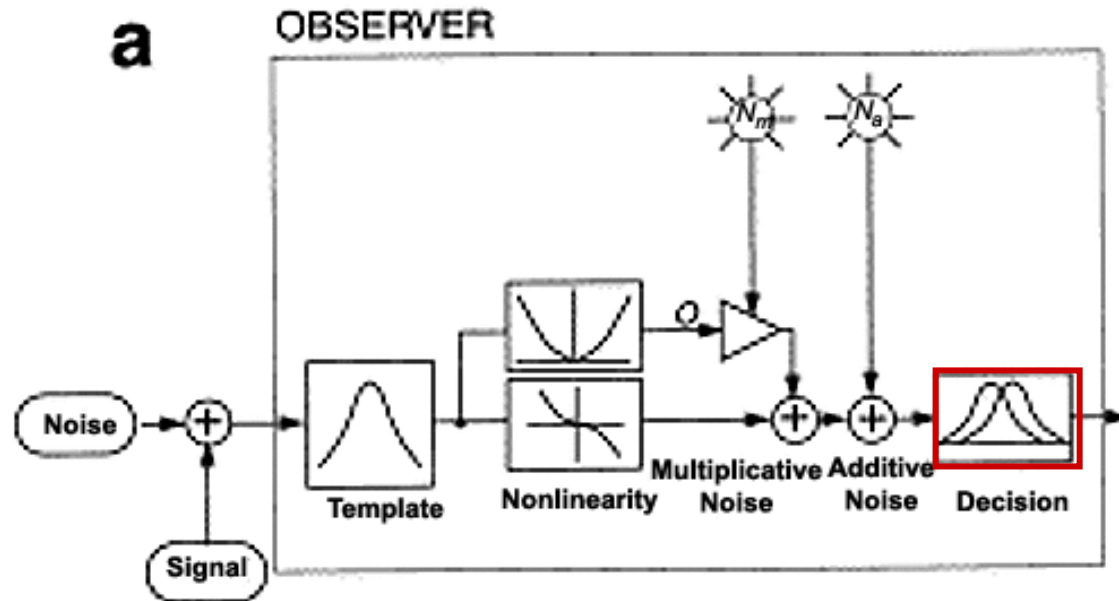 a
OBSERVER
Nm
Na
Noise
+
Template
Nonlinearity
+
+
Multiplicative
Noise
Additive
Noise
Decision
Signal